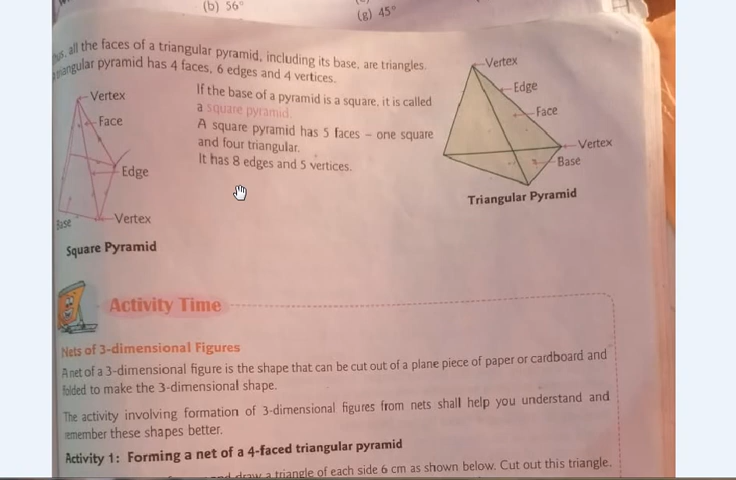 (b) 56°
(g) 45°
all the faces of a triangular pyramid, including its base, are triangles.
triangular pyramid has 4 faces, 6 edges and 4 vertices.
Vertex
Face
Edge
Base
Vertex
Square Pyramid
If the base of a pyramid is a square, it is called
a square pyramid.
A square pyramid has 5 faces – one square
and four triangular.
It has 8 edges and 5 vertices.
Vertex
Edge
Face
Vertex
Base
Triangular Pyramid
Activity Time
Nets of 3-dimensional Figures
A net of a 3-dimensional figure is the shape that can be cut out of a plane piece of paper or cardboard and
folded to make the 3-dimensional shape.
The activity involving formation of 3-dimensional figures from nets shall help you understand and
remember these shapes better.
Activity 1: Forming a net of a 4-faced triangular pyramid
and draw a triangle of each side 6 cm as shown below. Cut out this triangle.